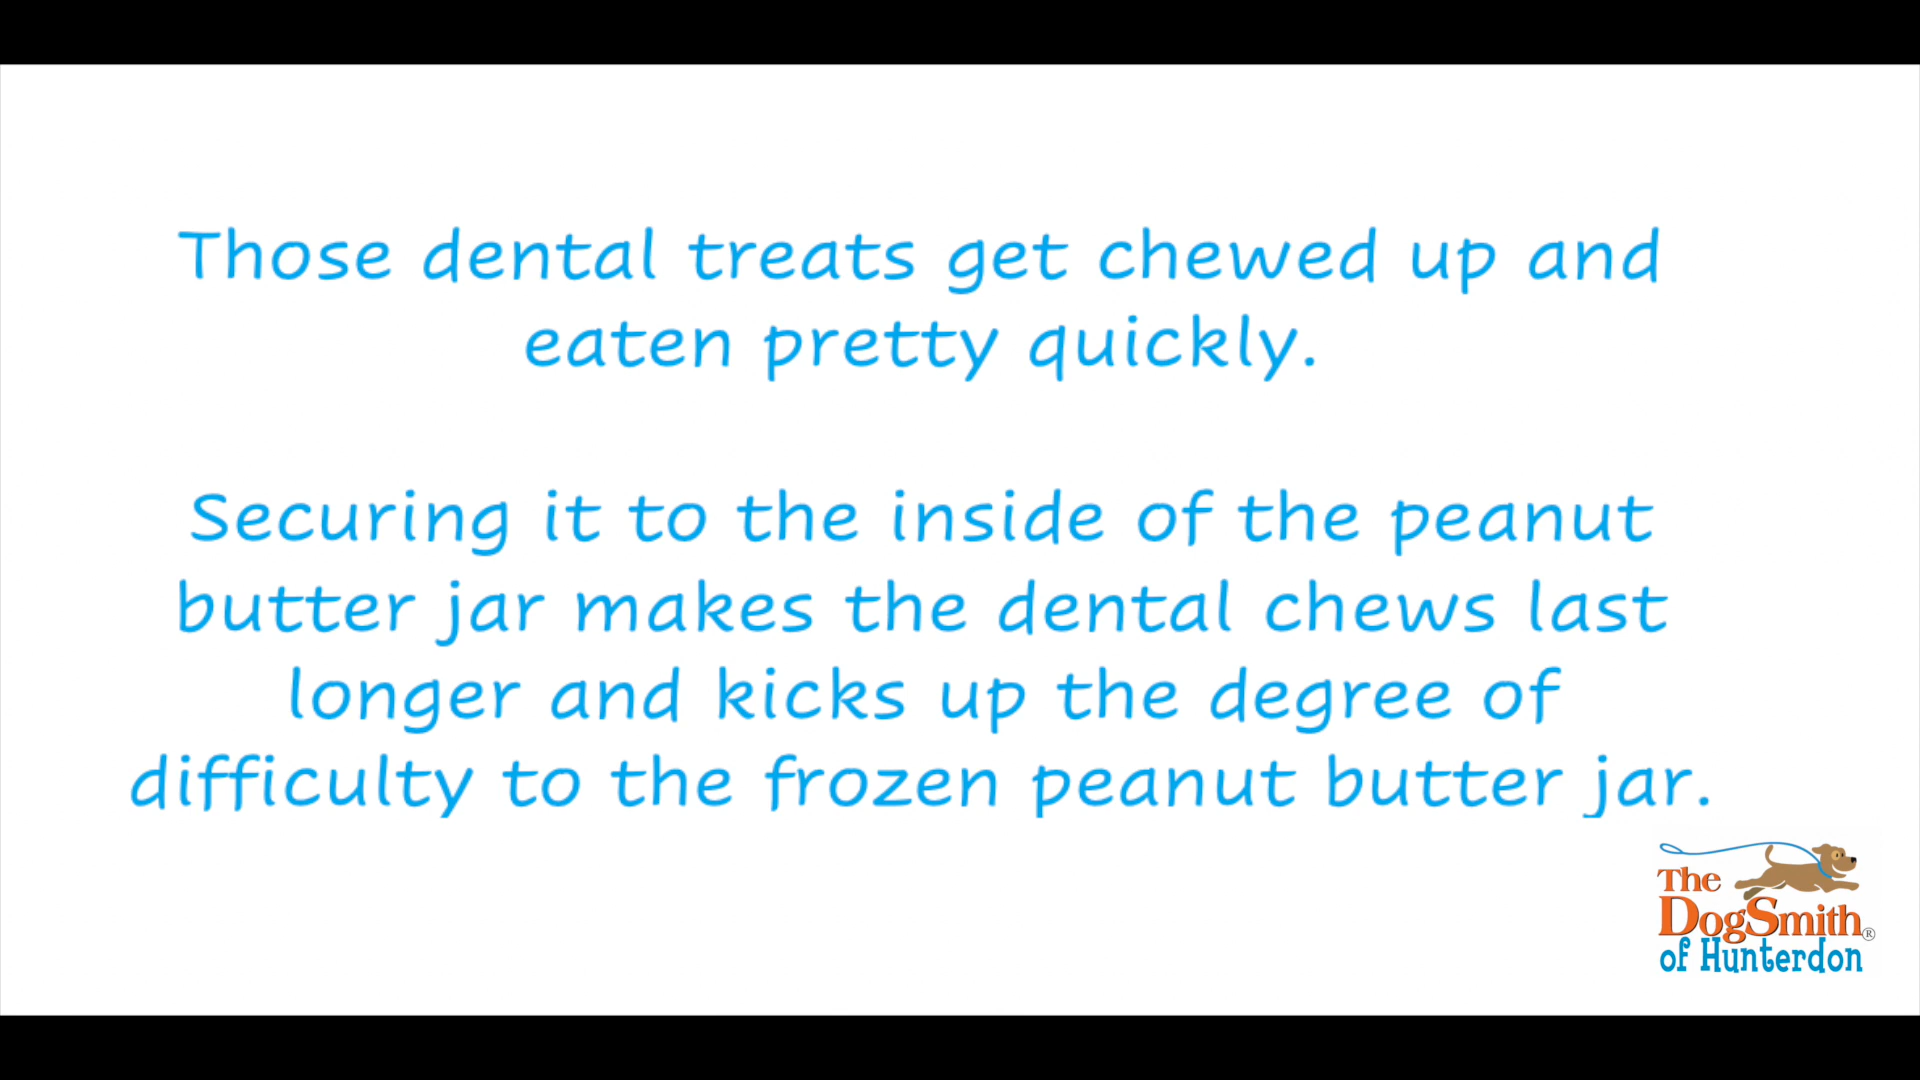 Those dental treats get chewed up and
eaten pretty quickly.
Securing it to the inside of the peanut
butter jar makes the dental chews last
longer and kicks up the degree of
difficulty to the frozen peanut butter jar.
The
DogSmith®
of Hunterdon